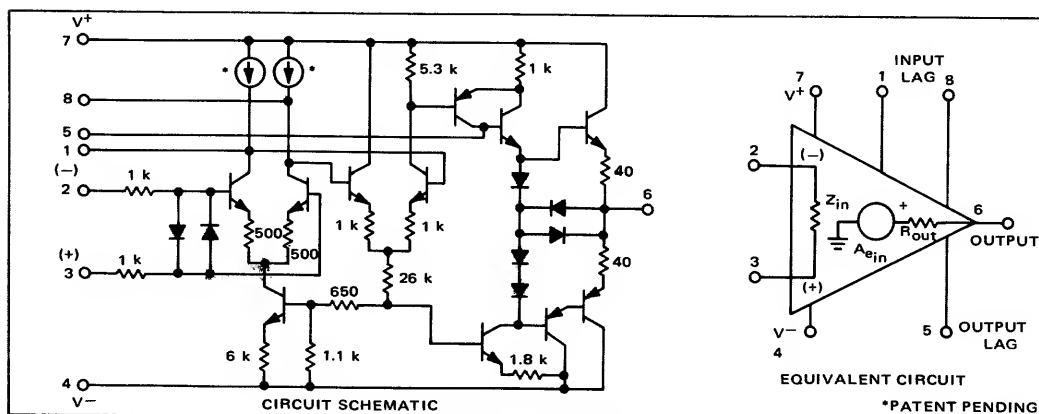 V+
7
8
5
1
(−)
2
(+)
3
4
V−
*
*
5.3 k
1 k
1 k
500
500
1 k
1 k
1 k
40
6
40
26 k
650
6 k
1.1 k
1.8 k
CIRCUIT SCHEMATIC
INPUT
LAG
7
V+
1
8
2
(−)
Zin
+
Rout
Aein
6
OUTPUT
3
(+)
V−
4
5
OUTPUT
LAG
EQUIVALENT CIRCUIT
*PATENT PENDING